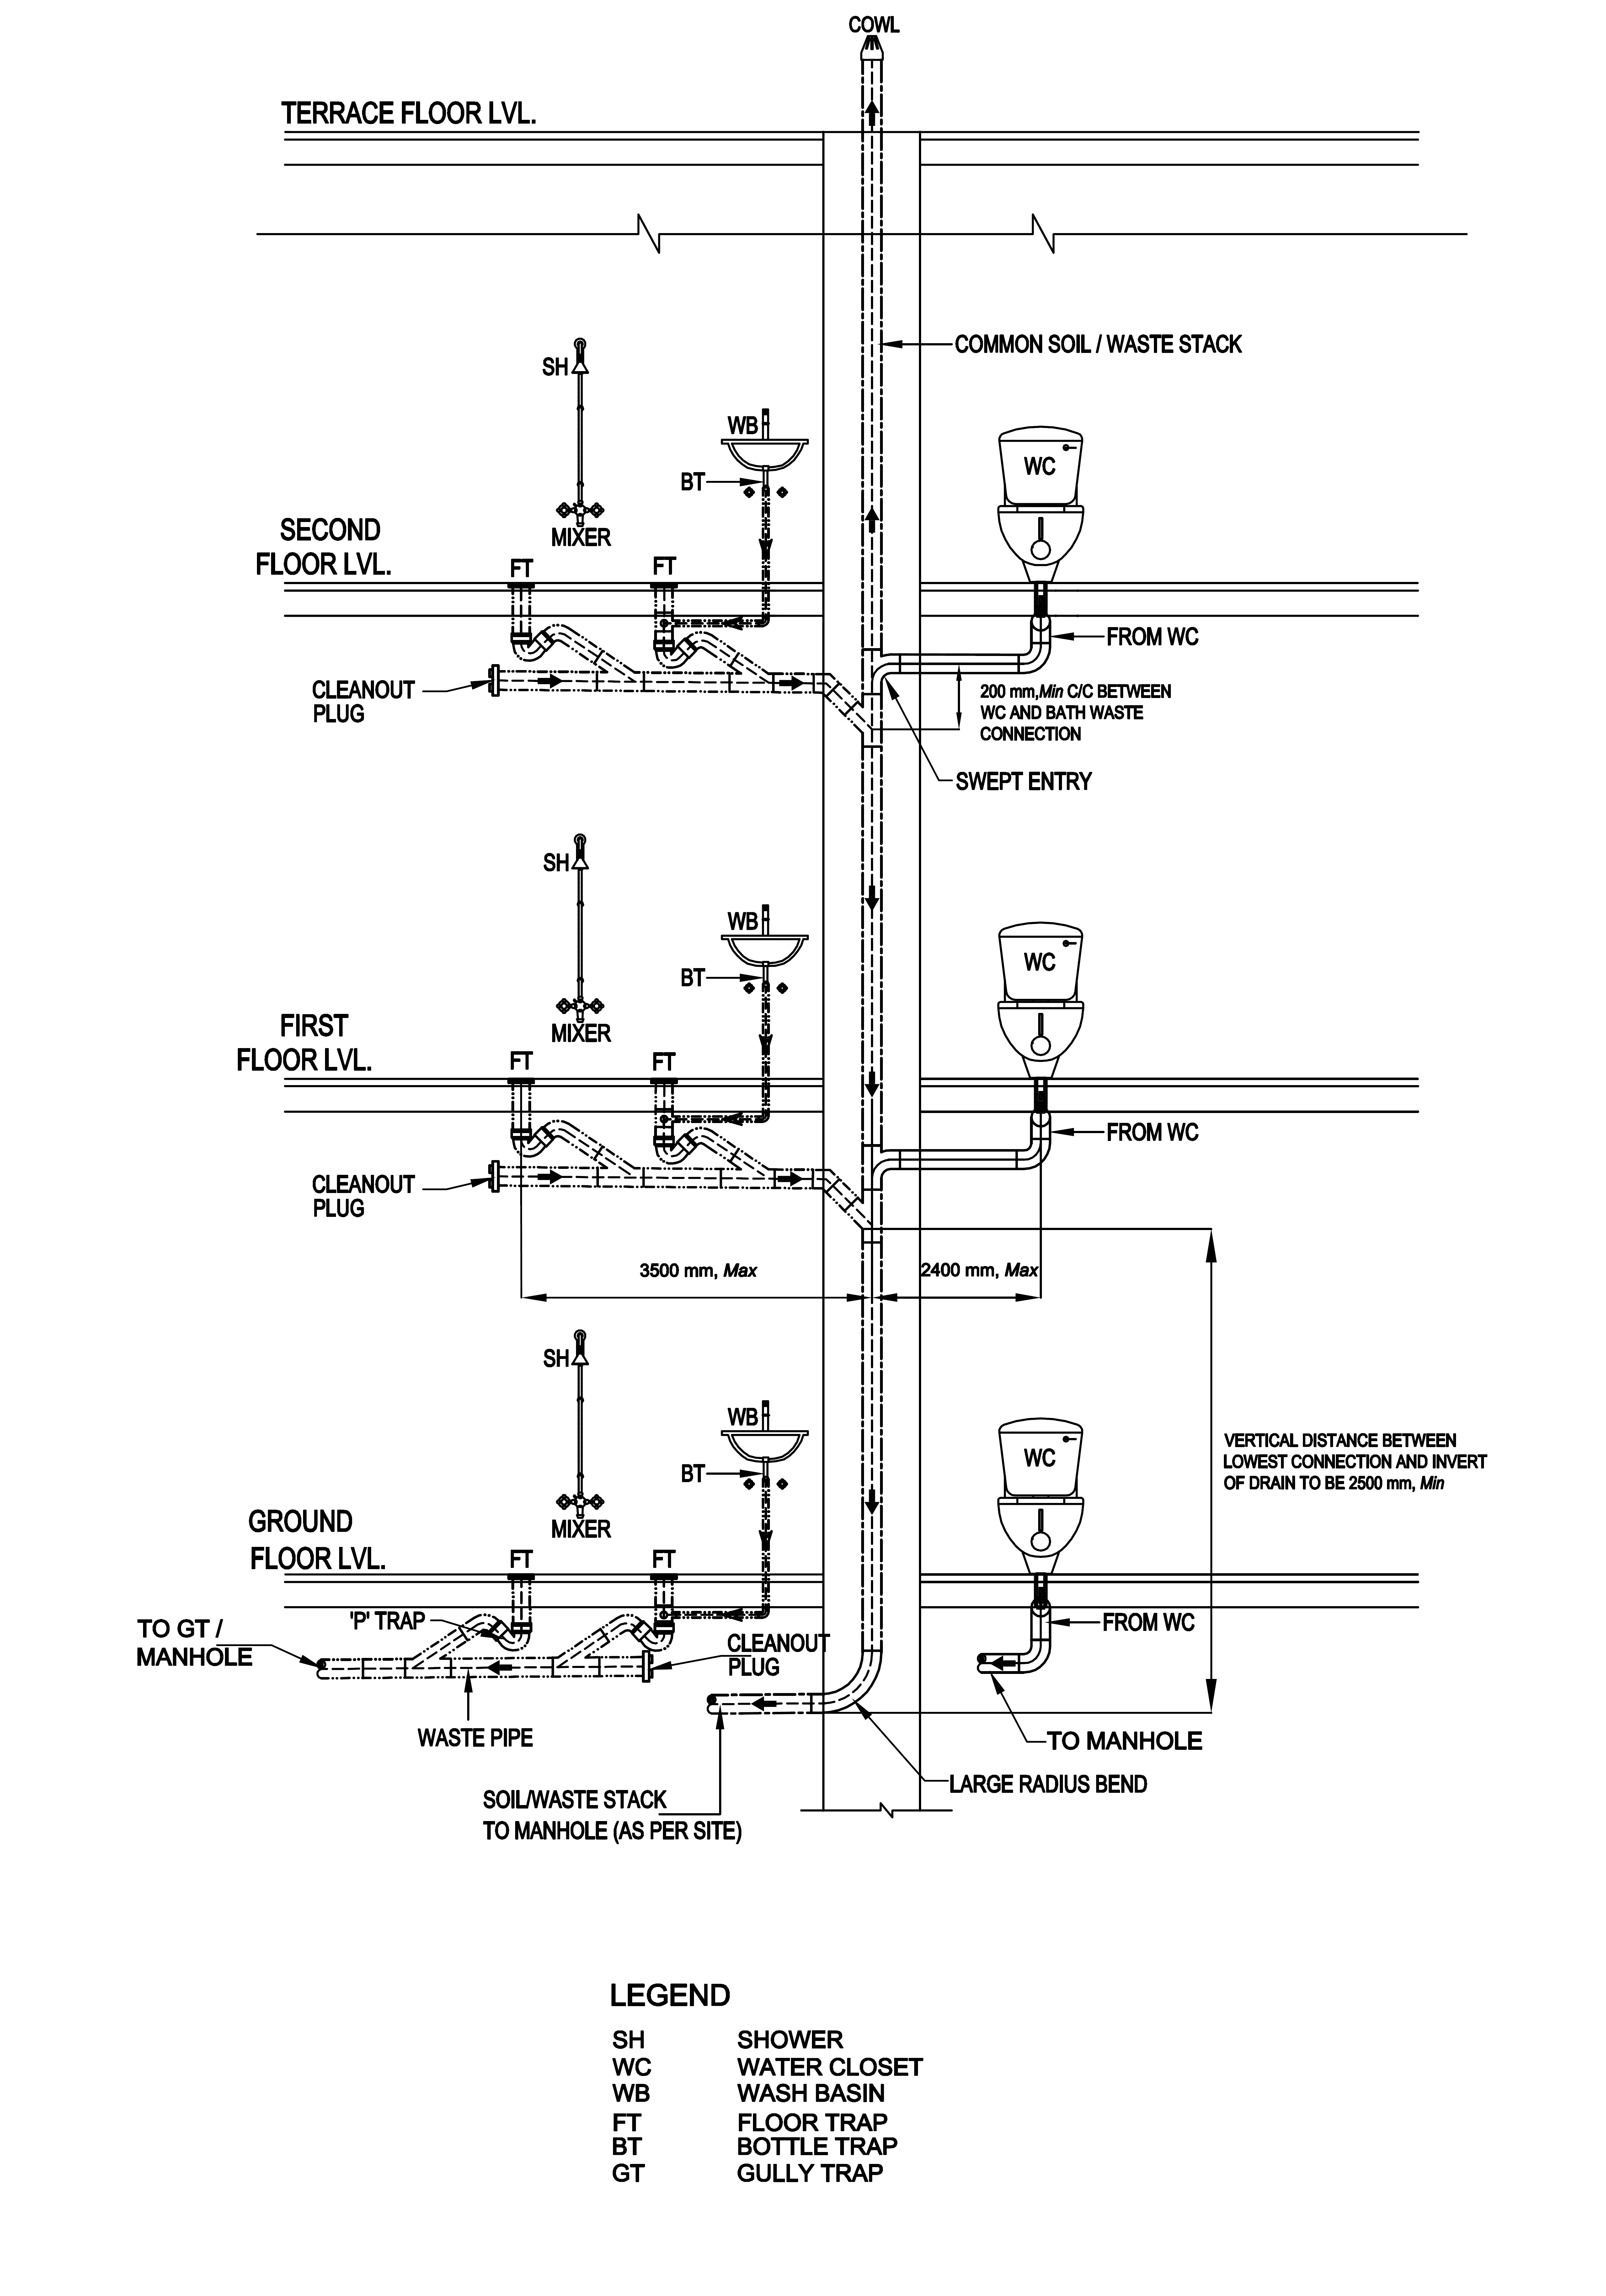 COWL
TERRACE FLOOR LVL.
COMMON SOIL / WASTE STACK
SH
WB
WC
BT
MIXER
SECOND
FLOOR LVL.
FT
FT
FROM WC
CLEANOUT
PLUG
200 mm,Min C/C BETWEEN
WC AND BATH WASTE
CONNECTION
SWEPT ENTRY
SH
WB
WC
BT
MIXER
FIRST
FLOOR LVL.
FT
FT
FROM WC
CLEANOUT
PLUG
3500 mm, Max
2400 mm, Max
SH
WB
WC
BT
VERTICAL DISTANCE BETWEEN
LOWEST CONNECTION AND INVERT
OF DRAIN TO BE 2500 mm, Min
MIXER
GROUND
FLOOR LVL.
FT
FT
'P' TRAP
FROM WC
TO GT /
MANHOLE
CLEANOUT
PLUG
WASTE PIPE
TO MANHOLE
LARGE RADIUS BEND
SOIL/WASTE STACK
TO MANHOLE (AS PER SITE)
LEGEND
SH SHOWER
WC WATER CLOSET
WB WASH BASIN
FT FLOOR TRAP
BT BOTTLE TRAP
GT GULLY TRAP